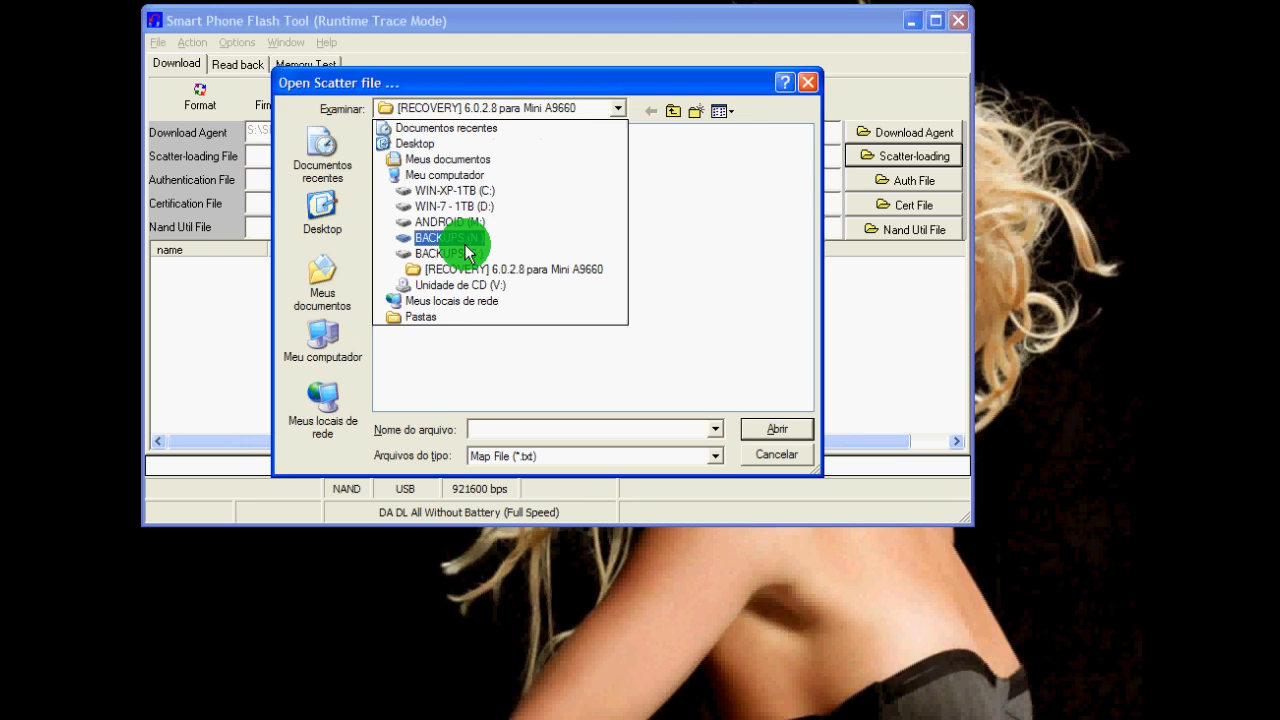 Smart Phone Flash Tool (Runtime Trace Mode)
File Action Options Window Help
Download Read back Memory Test
Open Scatter file ...
Format
Examinar: [RECOVERY] 6.0.2.8 para Mini A9660
Download Agent
Scatter-loading File
Authentication File
Certification File
Nand Util File
name
Documentos recentes
Desktop
Meus documentos
Meu computador
Meus locais de rede
Documentos recentes
Desktop
Meus documentos
Meu computador
WIN-XP-1TB (C:)
WIN-7 - 1TB (D:)
ANDROID (M:)
BACKUPS
BACKUPS
[RECOVERY] 6.0.2.8 para Mini A9660
Unidade de CD (V:)
Meus locais de rede
Pastas
Download Agent
Scatter-loading
Auth File
Cert File
Nand Util File
Nome do arquivo:
Abrir
Arquivos do tipo: Map File (*.txt)
Cancelar
NAND USB 921600 bps
DA DL All Without Battery (Full Speed)